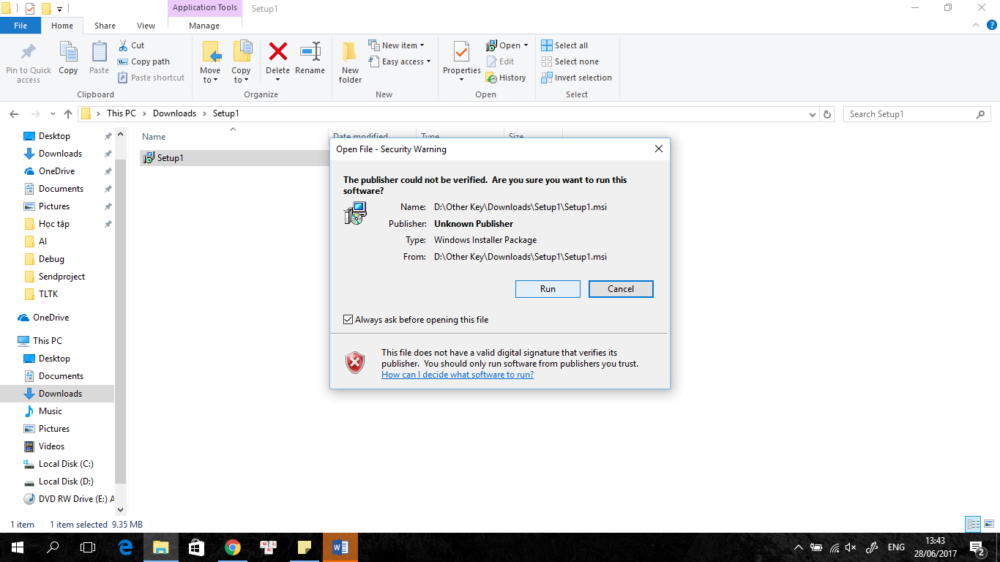 Application Tools
Setup1
File
Home
Share
View
Manage
Pin to Quick access
Copy
Paste
Cut
Copy path
Paste shortcut
Clipboard
Move to
Copy to
Delete
Rename
Organize
New folder
New item
Easy access
New
Properties
Open
Edit
History
Open
Select all
Select none
Invert selection
Select
This PC
Downloads
Setup1
Search Setup1
Desktop
Downloads
OneDrive
Documents
Pictures
Học tập
AI
Debug
Sendproject
TLTK
OneDrive
This PC
Desktop
Documents
Downloads
Music
Pictures
Videos
Local Disk (C:)
Local Disk (D:)
DVD RW Drive (E:) A
Name
Date modified
Type
Size
Setup1
Open File - Security Warning
The publisher could not be verified.  Are you sure you want to run this
software?
Name: D:\Other Key\Downloads\Setup1\Setup1.msi
Publisher: Unknown Publisher
Type: Windows Installer Package
From: D:\Other Key\Downloads\Setup1\Setup1.msi
Run
Cancel
Always ask before opening this file
This file does not have a valid digital signature that verifies its
publisher.  You should only run software from publishers you trust.
How can I decide what software to run?
1 item
1 item selected  9.35 MB
ENG
13:43
28/06/2017
2